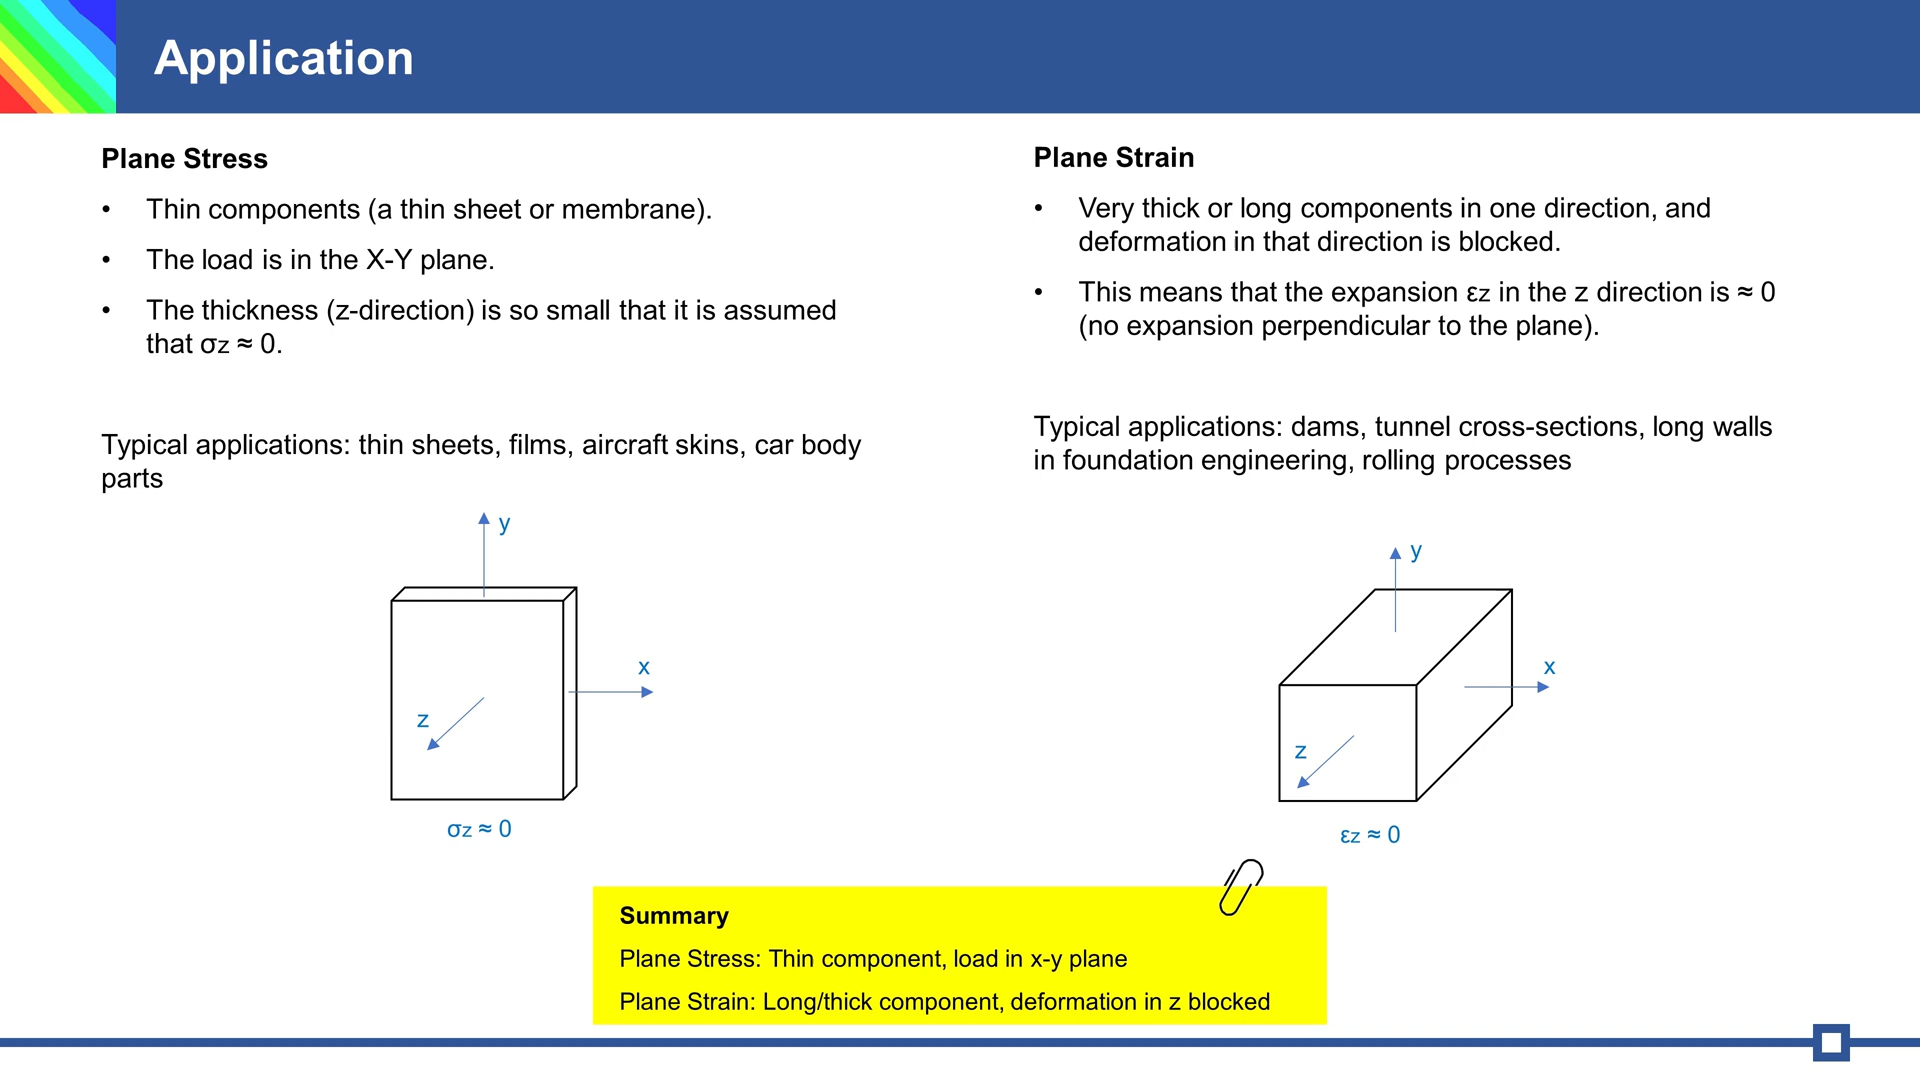 Application
Plane Stress
• Thin components (a thin sheet or membrane).
• The load is in the X-Y plane.
• The thickness (z-direction) is so small that it is assumed
that σz ≈ 0.
Typical applications: thin sheets, films, aircraft skins, car body
parts
y
x
z
σz ≈ 0
Plane Strain
• Very thick or long components in one direction, and
deformation in that direction is blocked.
• This means that the expansion εz in the z direction is ≈ 0
(no expansion perpendicular to the plane).
Typical applications: dams, tunnel cross-sections, long walls
in foundation engineering, rolling processes
y
x
z
εz ≈ 0
Summary
Plane Stress: Thin component, load in x-y plane
Plane Strain: Long/thick component, deformation in z blocked